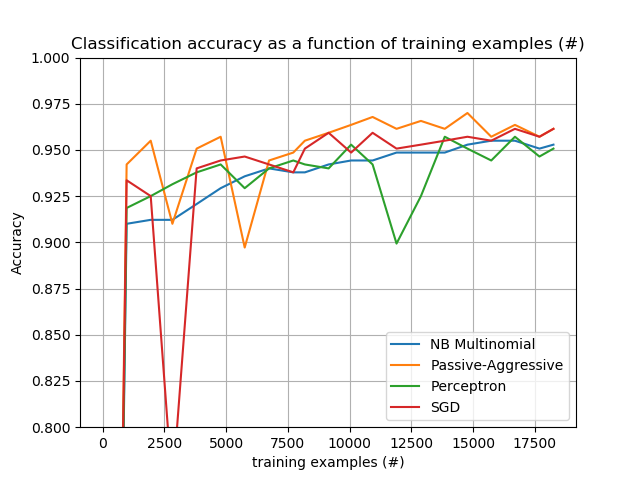 Classification accuracy as a function of training examples (#)
1.000
0.975
0.950
0.925
0.900
0.875
0.850
0.825
0.800
Accuracy
NB Multinomial
Passive-Aggressive
Perceptron
SGD
0 2500 5000 7500 10000 12500 15000 17500
training examples (#)